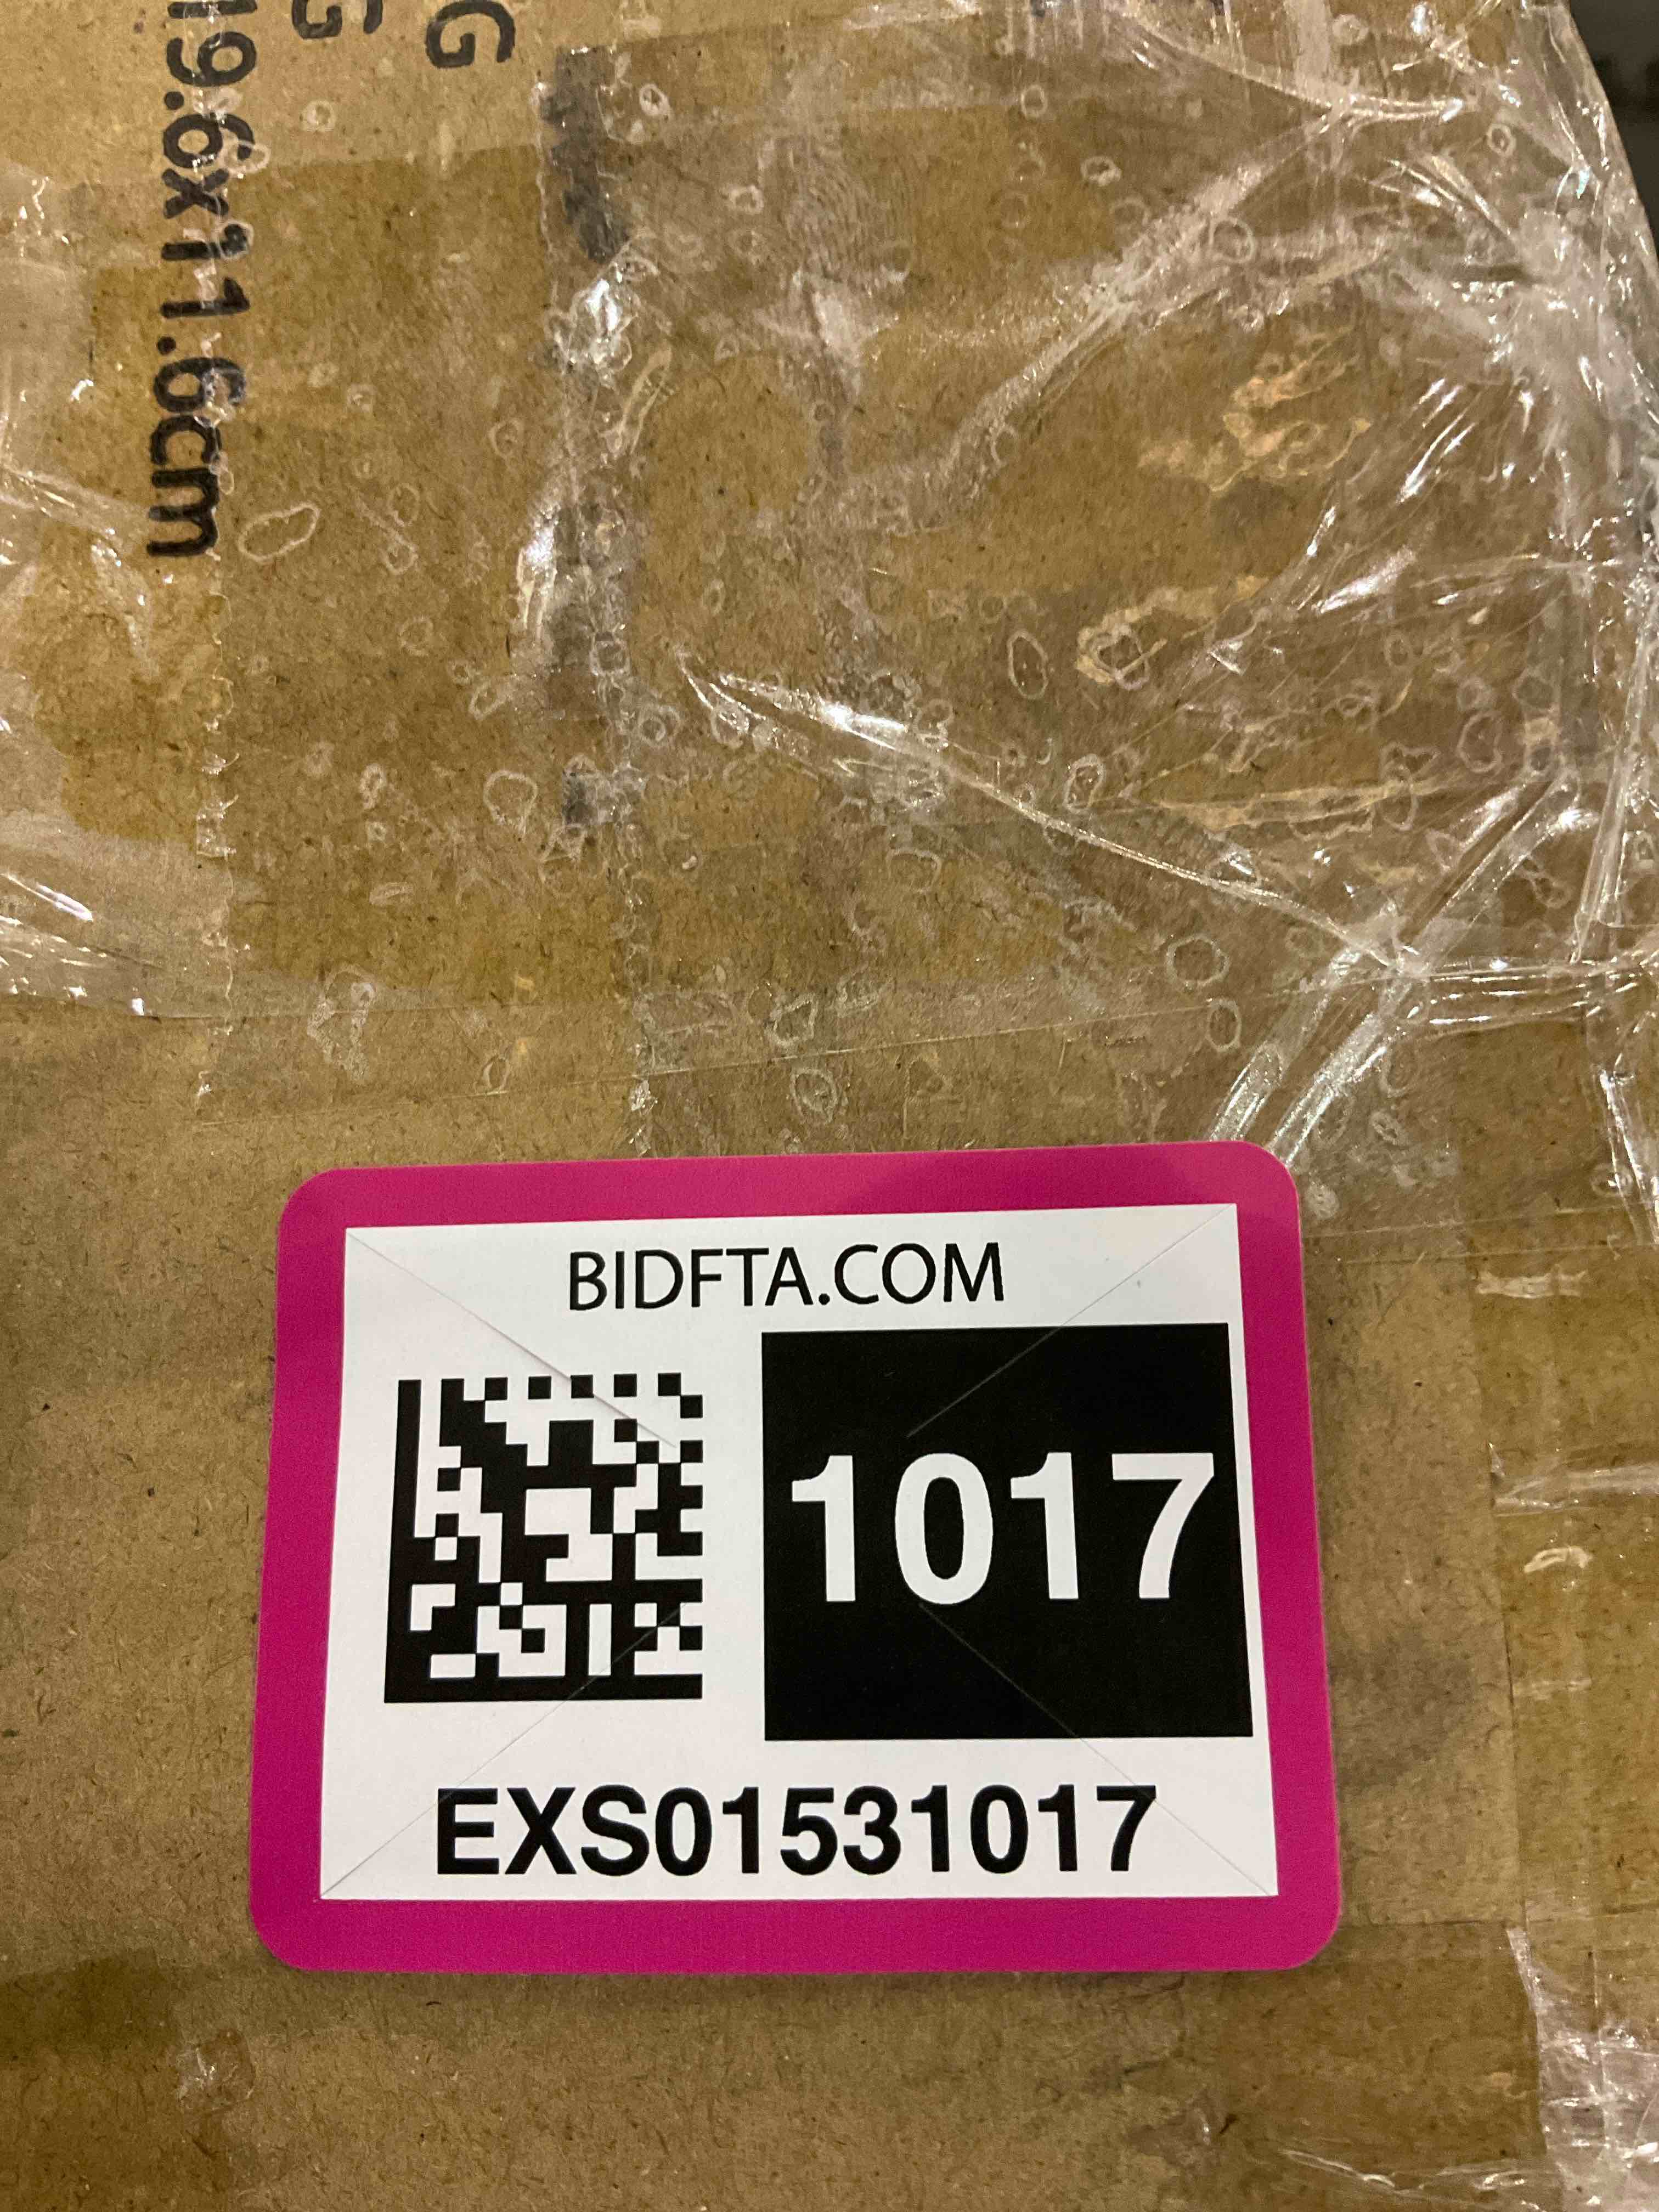 G
G
19.6x11.6cm
BIDFTA.COM
1017
EXS01531017